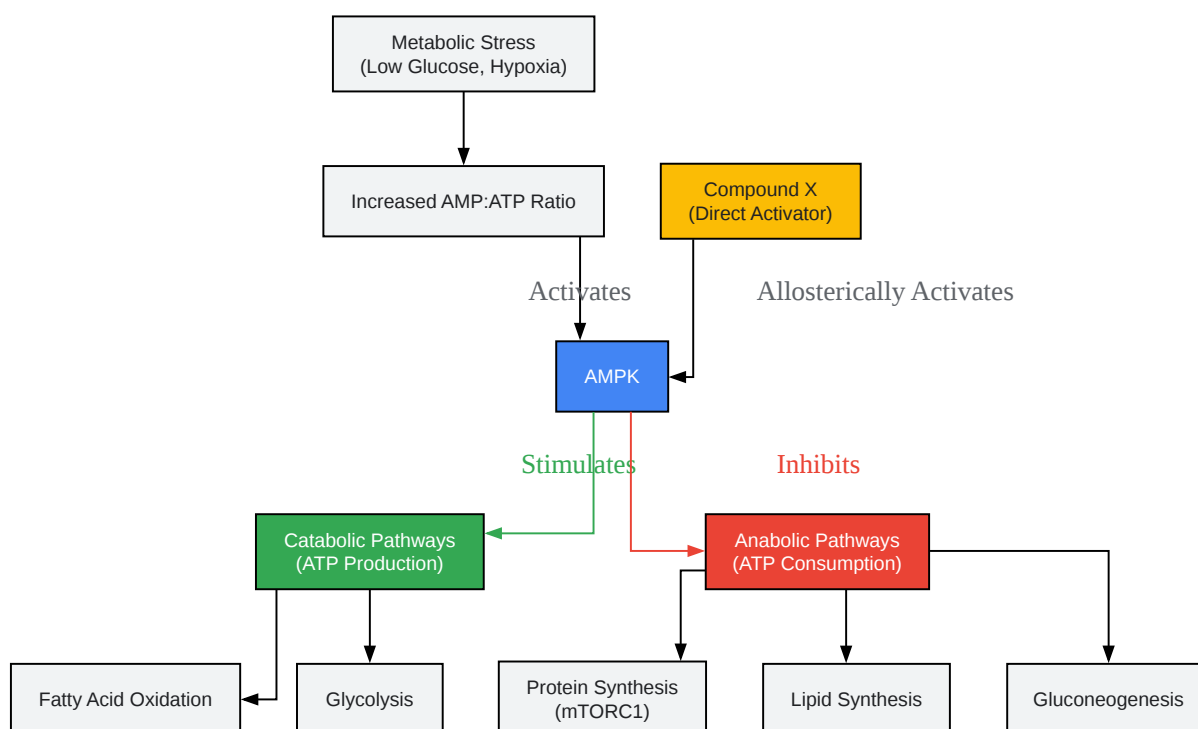 Metabolic Stress
(Low Glucose, Hypoxia)
Increased AMP:ATP Ratio
Compound X
(Direct Activator)
Activates
Allosterically Activates
AMPK
Stimulates
Inhibits
Catabolic Pathways
(ATP Production)
Anabolic Pathways
(ATP Consumption)
Fatty Acid Oxidation
Glycolysis
Protein Synthesis
(mTORC1)
Lipid Synthesis
Gluconeogenesis